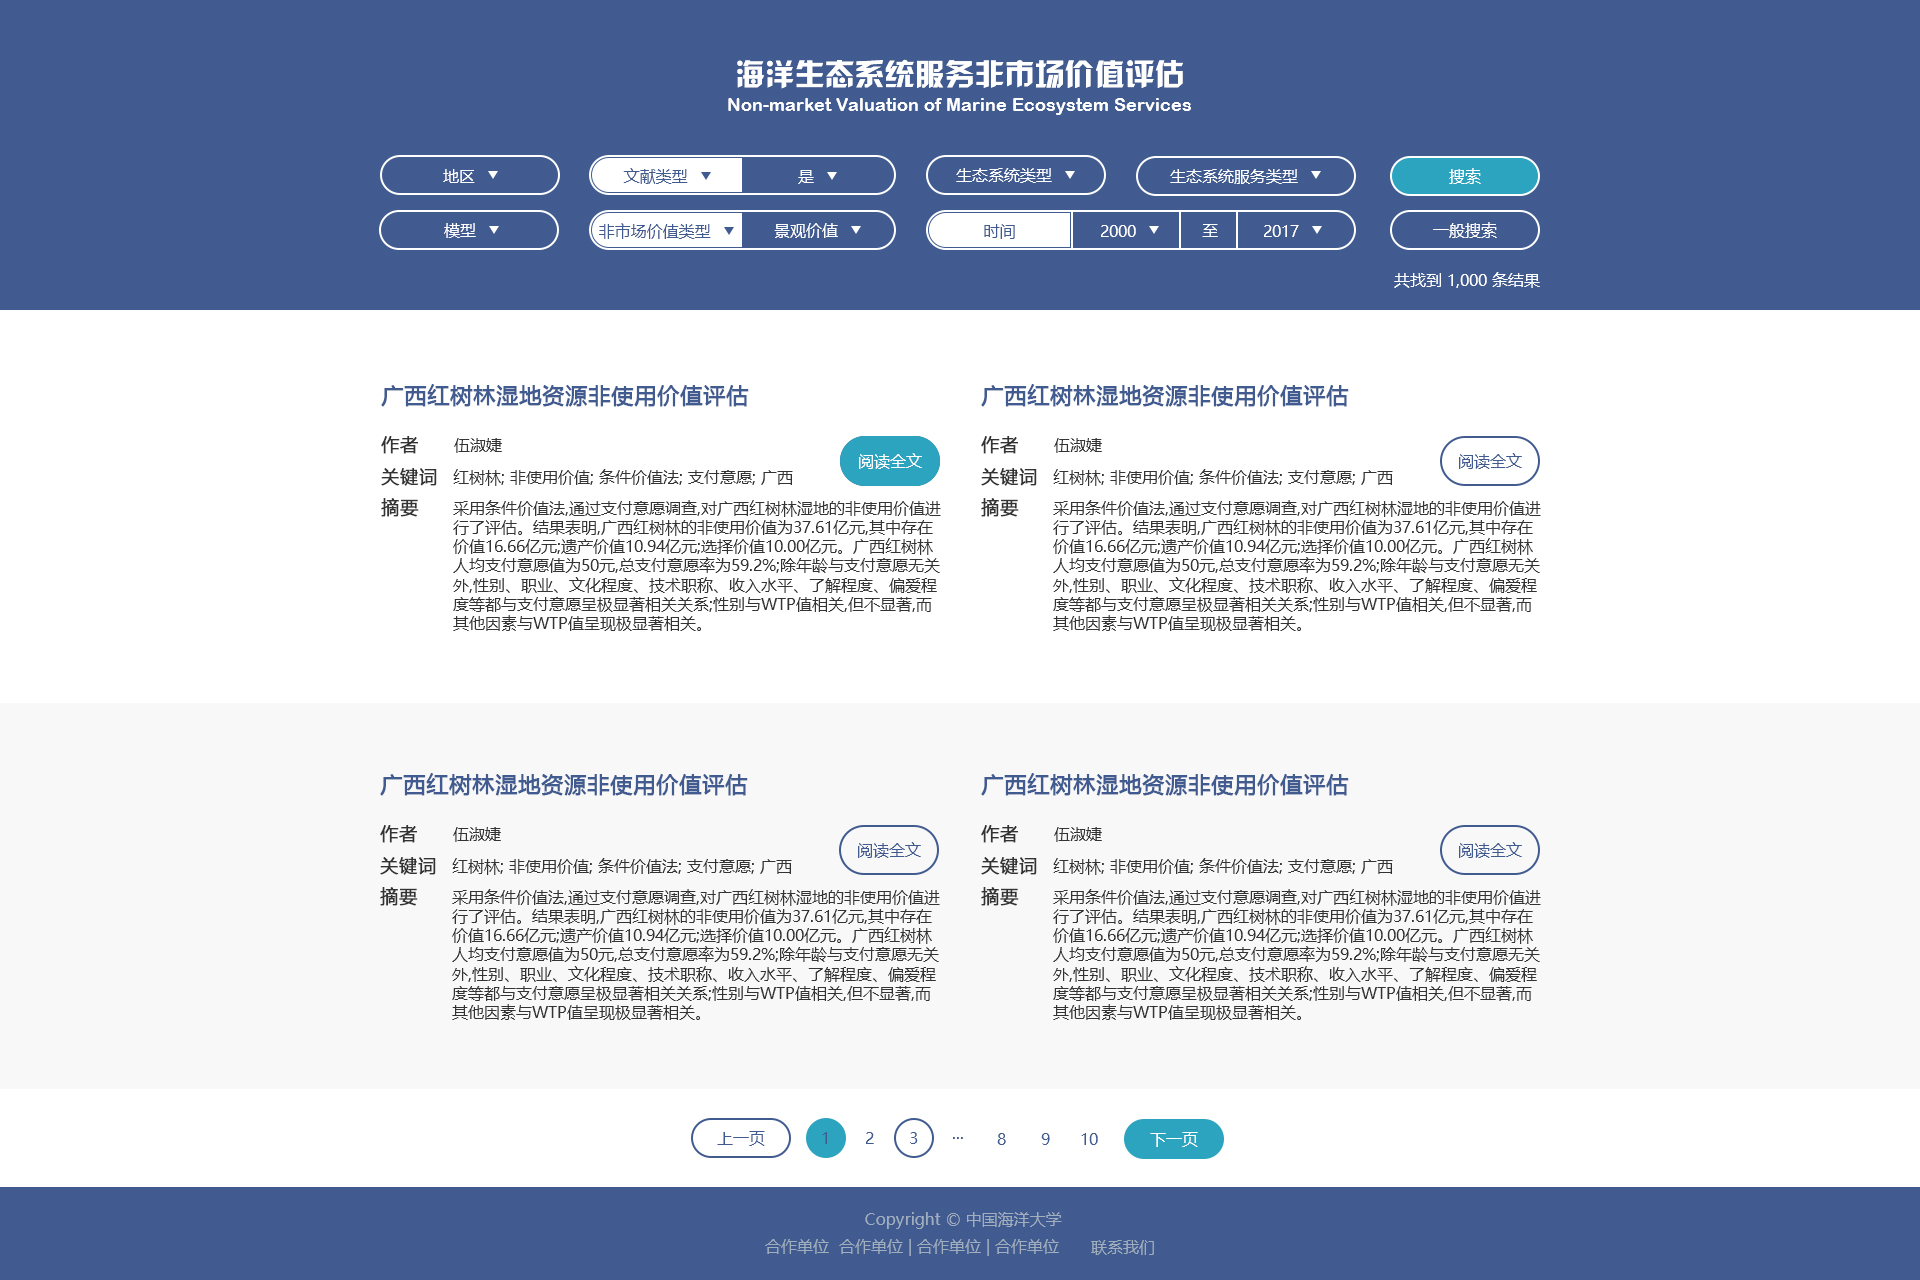 海洋生态系统服务非市场价值评估
Non-market Valuation of Marine Ecosystem Services
地区 文献类型 是 生态系统类型 生态系统服务类型 搜索
模型 非市场价值类型 景观价值 时间 2000 至 2017 一般搜索
共找到 1,000 条结果
广西红树林湿地资源非使用价值评估
作者 伍淑婕
阅读全文
关键词 红树林; 非使用价值; 条件价值法; 支付意愿; 广西
摘要 采用条件价值法,通过支付意愿调查,对广西红树林湿地的非使用价值进
行了评估。结果表明,广西红树林的非使用价值为37.61亿元,其中存在
价值16.66亿元;遗产价值10.94亿元;选择价值10.00亿元。广西红树林
人均支付意愿值为50元,总支付意愿率为59.2%;除年龄与支付意愿无关
外,性别、职业、文化程度、技术职称、收入水平、了解程度、偏爱程
度等都与支付意愿呈极显著相关关系;性别与WTP值相关,但不显著,而
其他因素与WTP值呈现极显著相关。
广西红树林湿地资源非使用价值评估
作者 伍淑婕
阅读全文
关键词 红树林; 非使用价值; 条件价值法; 支付意愿; 广西
摘要 采用条件价值法,通过支付意愿调查,对广西红树林湿地的非使用价值进
行了评估。结果表明,广西红树林的非使用价值为37.61亿元,其中存在
价值16.66亿元;遗产价值10.94亿元;选择价值10.00亿元。广西红树林
人均支付意愿值为50元,总支付意愿率为59.2%;除年龄与支付意愿无关
外,性别、职业、文化程度、技术职称、收入水平、了解程度、偏爱程
度等都与支付意愿呈极显著相关关系;性别与WTP值相关,但不显著,而
其他因素与WTP值呈现极显著相关。
广西红树林湿地资源非使用价值评估
作者 伍淑婕
阅读全文
关键词 红树林; 非使用价值; 条件价值法; 支付意愿; 广西
摘要 采用条件价值法,通过支付意愿调查,对广西红树林湿地的非使用价值进
行了评估。结果表明,广西红树林的非使用价值为37.61亿元,其中存在
价值16.66亿元;遗产价值10.94亿元;选择价值10.00亿元。广西红树林
人均支付意愿值为50元,总支付意愿率为59.2%;除年龄与支付意愿无关
外,性别、职业、文化程度、技术职称、收入水平、了解程度、偏爱程
度等都与支付意愿呈极显著相关关系;性别与WTP值相关,但不显著,而
其他因素与WTP值呈现极显著相关。
广西红树林湿地资源非使用价值评估
作者 伍淑婕
阅读全文
关键词 红树林; 非使用价值; 条件价值法; 支付意愿; 广西
摘要 采用条件价值法,通过支付意愿调查,对广西红树林湿地的非使用价值进
行了评估。结果表明,广西红树林的非使用价值为37.61亿元,其中存在
价值16.66亿元;遗产价值10.94亿元;选择价值10.00亿元。广西红树林
人均支付意愿值为50元,总支付意愿率为59.2%;除年龄与支付意愿无关
外,性别、职业、文化程度、技术职称、收入水平、了解程度、偏爱程
度等都与支付意愿呈极显著相关关系;性别与WTP值相关,但不显著,而
其他因素与WTP值呈现极显著相关。
上一页 1 2 3 ... 8 9 10 下一页
Copyright © 中国海洋大学
合作单位 合作单位 | 合作单位 | 合作单位 联系我们